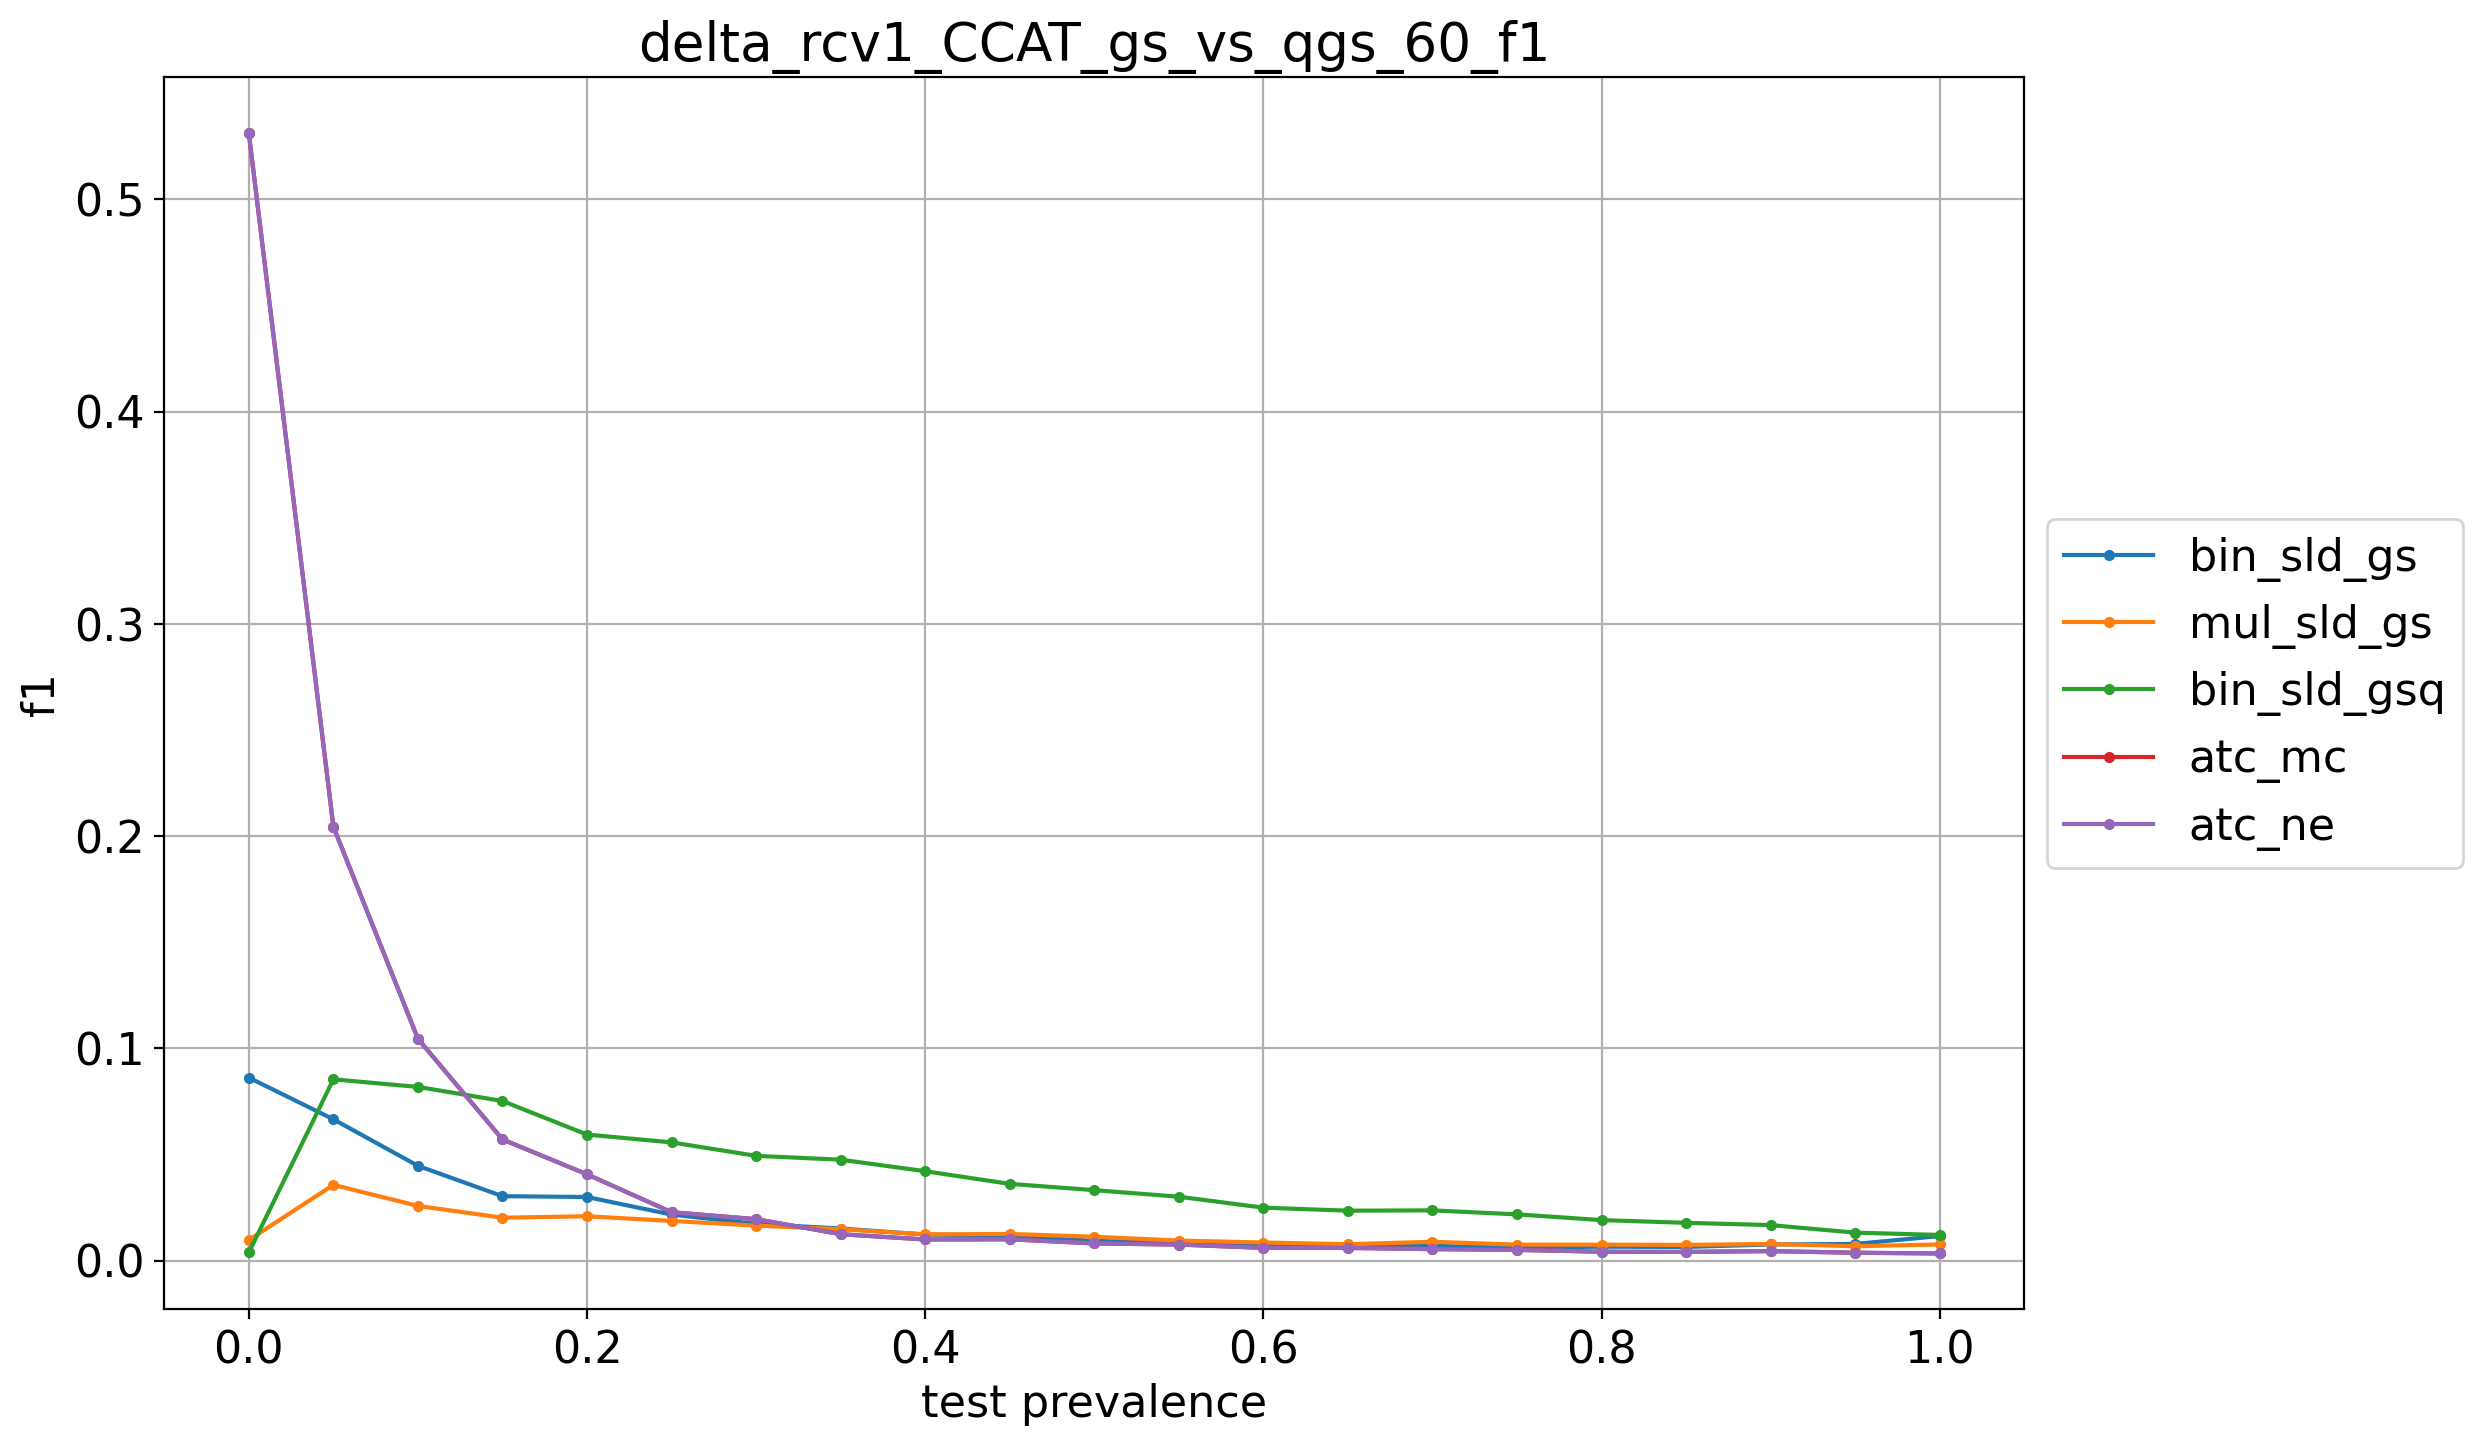 delta_rcv1_CCAT_gs_vs_qgs_60_f1
f1
0.5
0.4
0.3
0.2
0.1
0.0
0.0 0.2 0.4 0.6 0.8 1.0
test prevalence
bin_sld_gs
mul_sld_gs
bin_sld_gsq
atc_mc
atc_ne